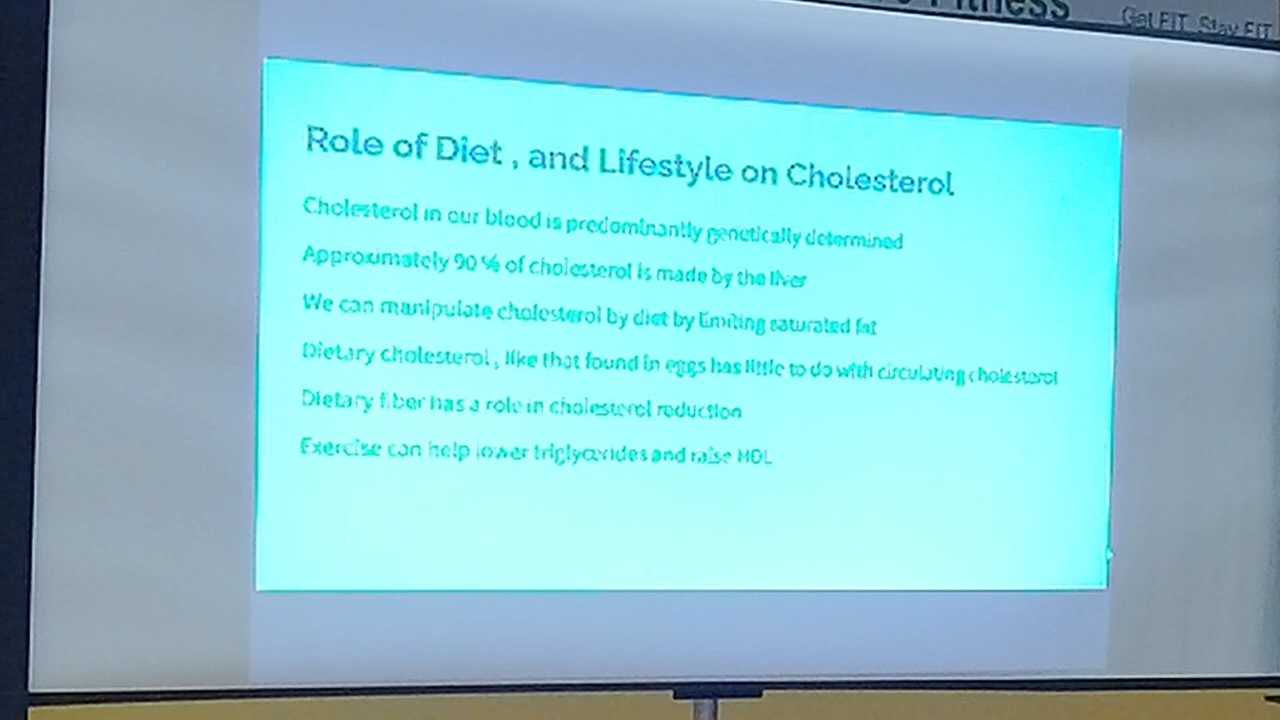 Fitness
Get FIT Stay FIT
Role of Diet , and Lifestyle on Cholesterol
Cholesterol in our blood is predominantly genetically determined
Approximately 90 % of cholesterol is made by the liver
We can manipulate cholesterol by diet by limiting saturated fat
Dietary cholesterol , like that found in eggs has little to do with circulating cholesterol
Dietary fiber has a role in cholesterol reduction
Exercise can help lower triglycerides and raise HDL